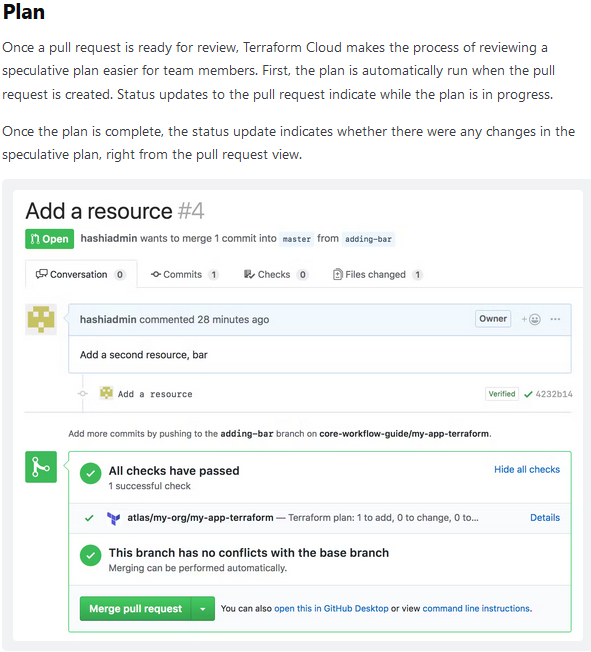 Plan
Once a pull request is ready for review, Terraform Cloud makes the process of reviewing a
speculative plan easier for team members. First, the plan is automatically run when the pull
request is created. Status updates to the pull request indicate while the plan is in progress.
Once the plan is complete, the status update indicates whether there were any changes in the
speculative plan, right from the pull request view.
Add a resource #4
Open hashiadmin wants to merge 1 commit into master from adding-bar
Conversation 0 Commits 1 Checks 0 Files changed 1
hashiadmin commented 28 minutes ago Owner
Add a second resource, bar
Add a resource Verified 4232b14
Add more commits by pushing to the adding-bar branch on core-workflow-guide/my-app-terraform.
All checks have passed Hide all checks
1 successful check
atlas/my-org/my-app-terraform — Terraform plan: 1 to add, 0 to change, 0 to... Details
This branch has no conflicts with the base branch
Merging can be performed automatically.
Merge pull request You can also open this in GitHub Desktop or view command line instructions.